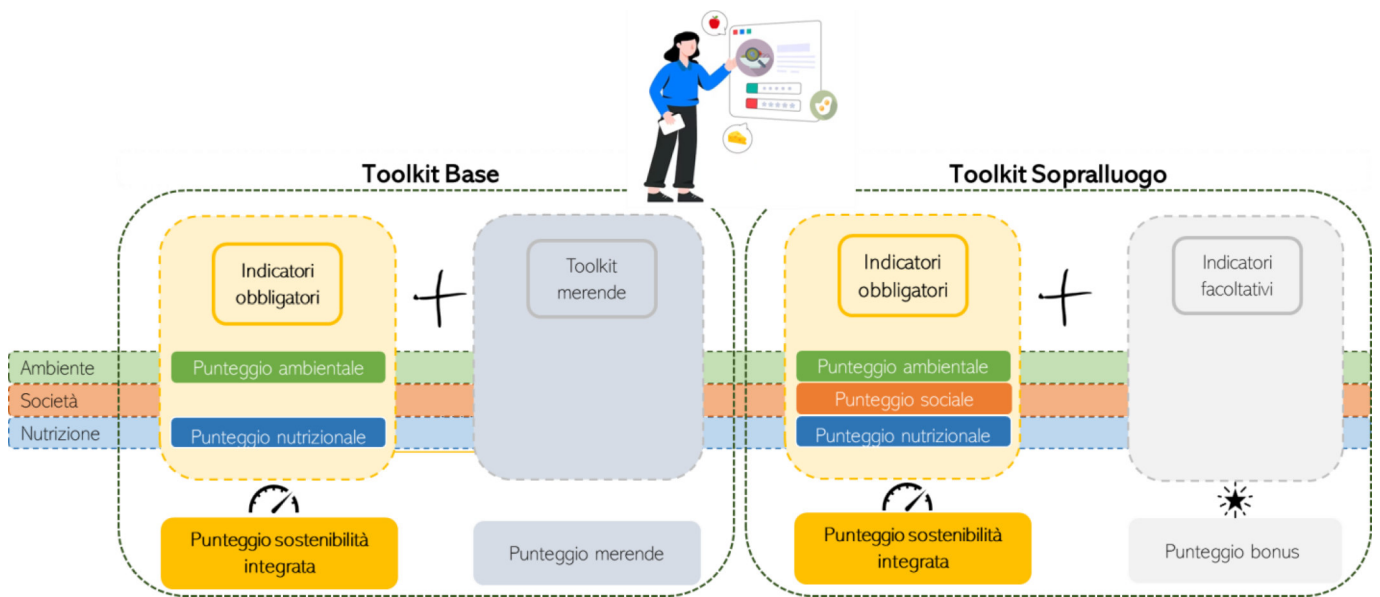 Toolkit Base
Toolkit Sopralluogo
Indicatori
obbligatori
Toolkit
merende
Indicatori
obbligatori
Indicatori
facoltativi
Ambiente
Punteggio ambientale
Punteggio ambientale
Società
Punteggio sociale
Nutrizione
Punteggio nutrizionale
Punteggio nutrizionale
Punteggio sostenibilità
integrata
Punteggio merende
Punteggio sostenibilità
integrata
Punteggio bonus